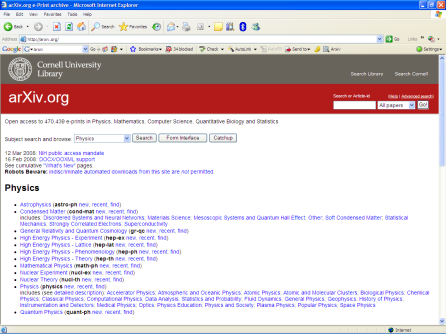 arXiv.org e-Print archive - Microsoft Internet Explorer
File Edit View Favorites Tools Help
Back Search Favorites
Address http://arxiv.org/ Go Links
Google arxiv Go Bookmarks 24 blocked Check AutoLink AutoFill Send to Arxiv Settings
Cornell University
Library
Search Library Search Cornell
arXiv.org
Search or Article-id (Help | Advanced search)
All papers Go!
Open access to 470,439 e-prints in Physics, Mathematics, Computer Science, Quantitative Biology and Statistics
Subject search and browse: Physics Search Form Interface Catchup
12 Mar 2008: NIH public access mandate
16 Feb 2008: DOCX/OOXML support
See cumulative "What's New" pages.
Robots Beware: indiscriminate automated downloads from this site are not permitted
Physics
Astrophysics (astro-ph new, recent, find)
Condensed Matter (cond-mat new, recent, find)
includes: Disordered Systems and Neural Networks; Materials Science; Mesoscopic Systems and Quantum Hall Effect; Other; Soft Condensed Matter; Statistical
Mechanics; Strongly Correlated Electrons; Superconductivity
General Relativity and Quantum Cosmology (gr-qc new, recent, find)
High Energy Physics - Experiment (hep-ex new, recent, find)
High Energy Physics - Lattice (hep-lat new, recent, find)
High Energy Physics - Phenomenology (hep-ph new, recent, find)
High Energy Physics - Theory (hep-th new, recent, find)
Mathematical Physics (math-ph new, recent, find)
Nuclear Experiment (nucl-ex new, recent, find)
Nuclear Theory (nucl-th new, recent, find)
Physics (physics new, recent, find)
includes (see detailed description): Accelerator Physics; Atmospheric and Oceanic Physics; Atomic Physics; Atomic and Molecular Clusters; Biological Physics; Chemical
Physics; Classical Physics; Computational Physics; Data Analysis, Statistics and Probability; Fluid Dynamics; General Physics; Geophysics; History of Physics;
Instrumentation and Detectors; Medical Physics; Optics; Physics Education; Physics and Society; Plasma Physics; Popular Physics; Space Physics
Quantum Physics (quant-ph new, recent, find)
Internet